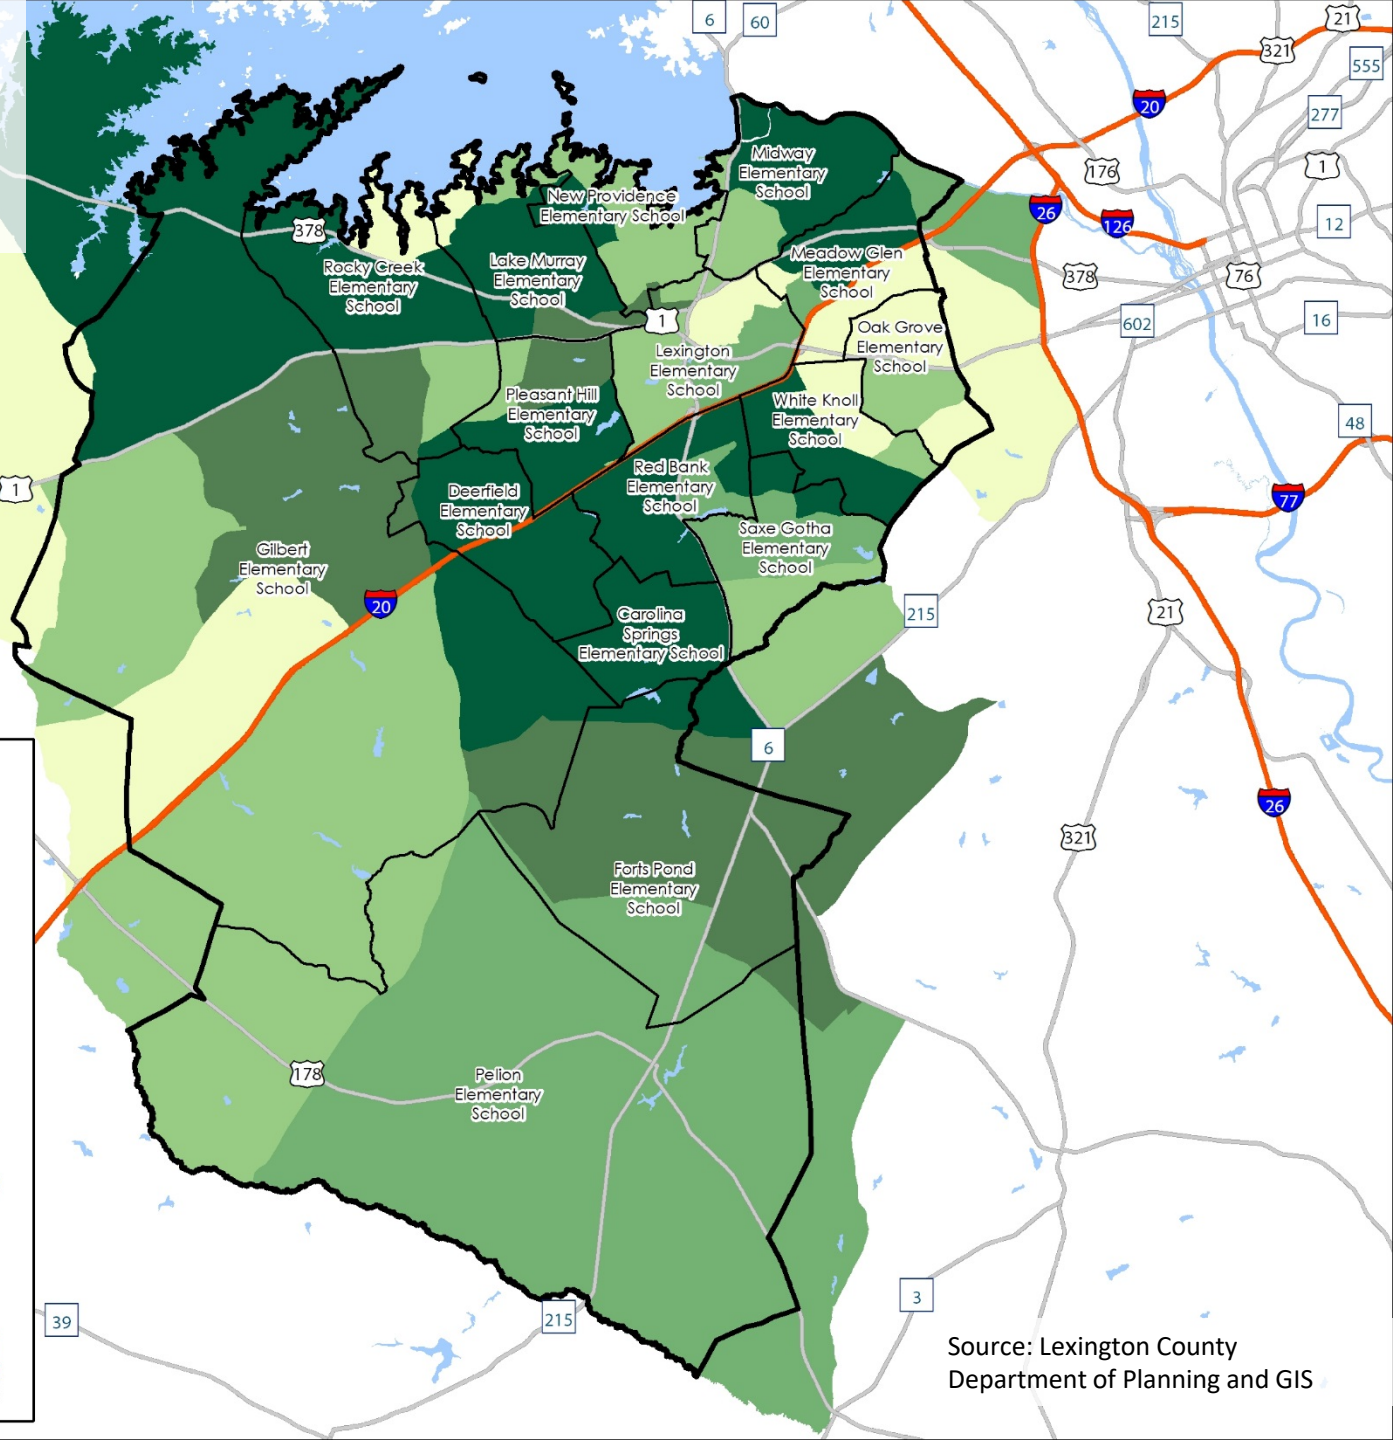 6
60
215
21
321
555
20
277
176
1
26
126
12
378
76
602
16
48
77
Midway
Elementary
School
New Providence
Elementary School
378
Rocky Creek
Elementary
School
Lake Murray
Elementary
School
Meadow Glen
Elementary
School
1
Oak Grove
Elementary
School
Lexington
Elementary
School
Pleasant Hill
Elementary
School
White Knoll
Elementary
School
Red Bank
Elementary
School
1
Deerfield
Elementary
School
Saxe Gotha
Elementary
School
Gilbert
Elementary
School
20
Carolina
Springs
Elementary School
215
21
6
26
321
Forts Pond
Elementary
School
178
Pelion
Elementary
School
39
215
3
Source: Lexington County
Department of Planning and GIS